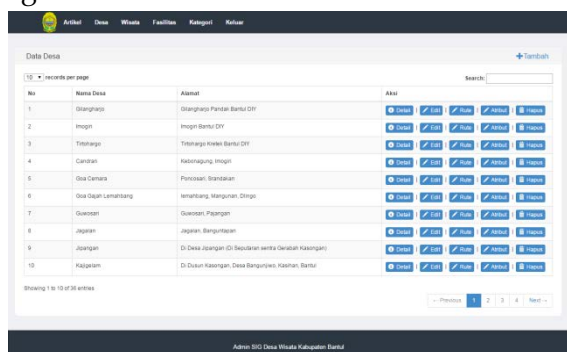 Artikel Desa Wisata Fasilitas Kategori Keluar
Data Desa
Tambah
10 records per page
Search:
No Nama Desa Alamat Aksi
1 Gilangharjo Gilangharjo Pandak Bantul DIY Detail | Edit | Rute | Atribut | Hapus
2 Imogiri Imogiri Bantul DIY Detail | Edit | Rute | Atribut | Hapus
3 Tirtohargo Tirtohargo Kretek Bantul DIY Detail | Edit | Rute | Atribut | Hapus
4 Candran Kebonagung, Imogiri Detail | Edit | Rute | Atribut | Hapus
5 Goa Cemara Poncosari, Srandakan Detail | Edit | Rute | Atribut | Hapus
6 Goa Gajah Lemahbang lemahbang, Mangunan, Dlingo Detail | Edit | Rute | Atribut | Hapus
7 Guwosari Guwosari, Pajangan Detail | Edit | Rute | Atribut | Hapus
8 Jagalan Jagalan, Banguntapan Detail | Edit | Rute | Atribut | Hapus
9 Jipangan Di Desa Jipangan (Di Seputaran sentra Gerabah Kasongan) Detail | Edit | Rute | Atribut | Hapus
10 Kajigelam Di Dusun Kasongan, Desa Bangunjiwo, Kasihan, Bantul Detail | Edit | Rute | Atribut | Hapus
Showing 1 to 10 of 36 entries
← Previous 1 2 3 4 Next →
Admin SIG Desa Wisata Kabupaten Bantul